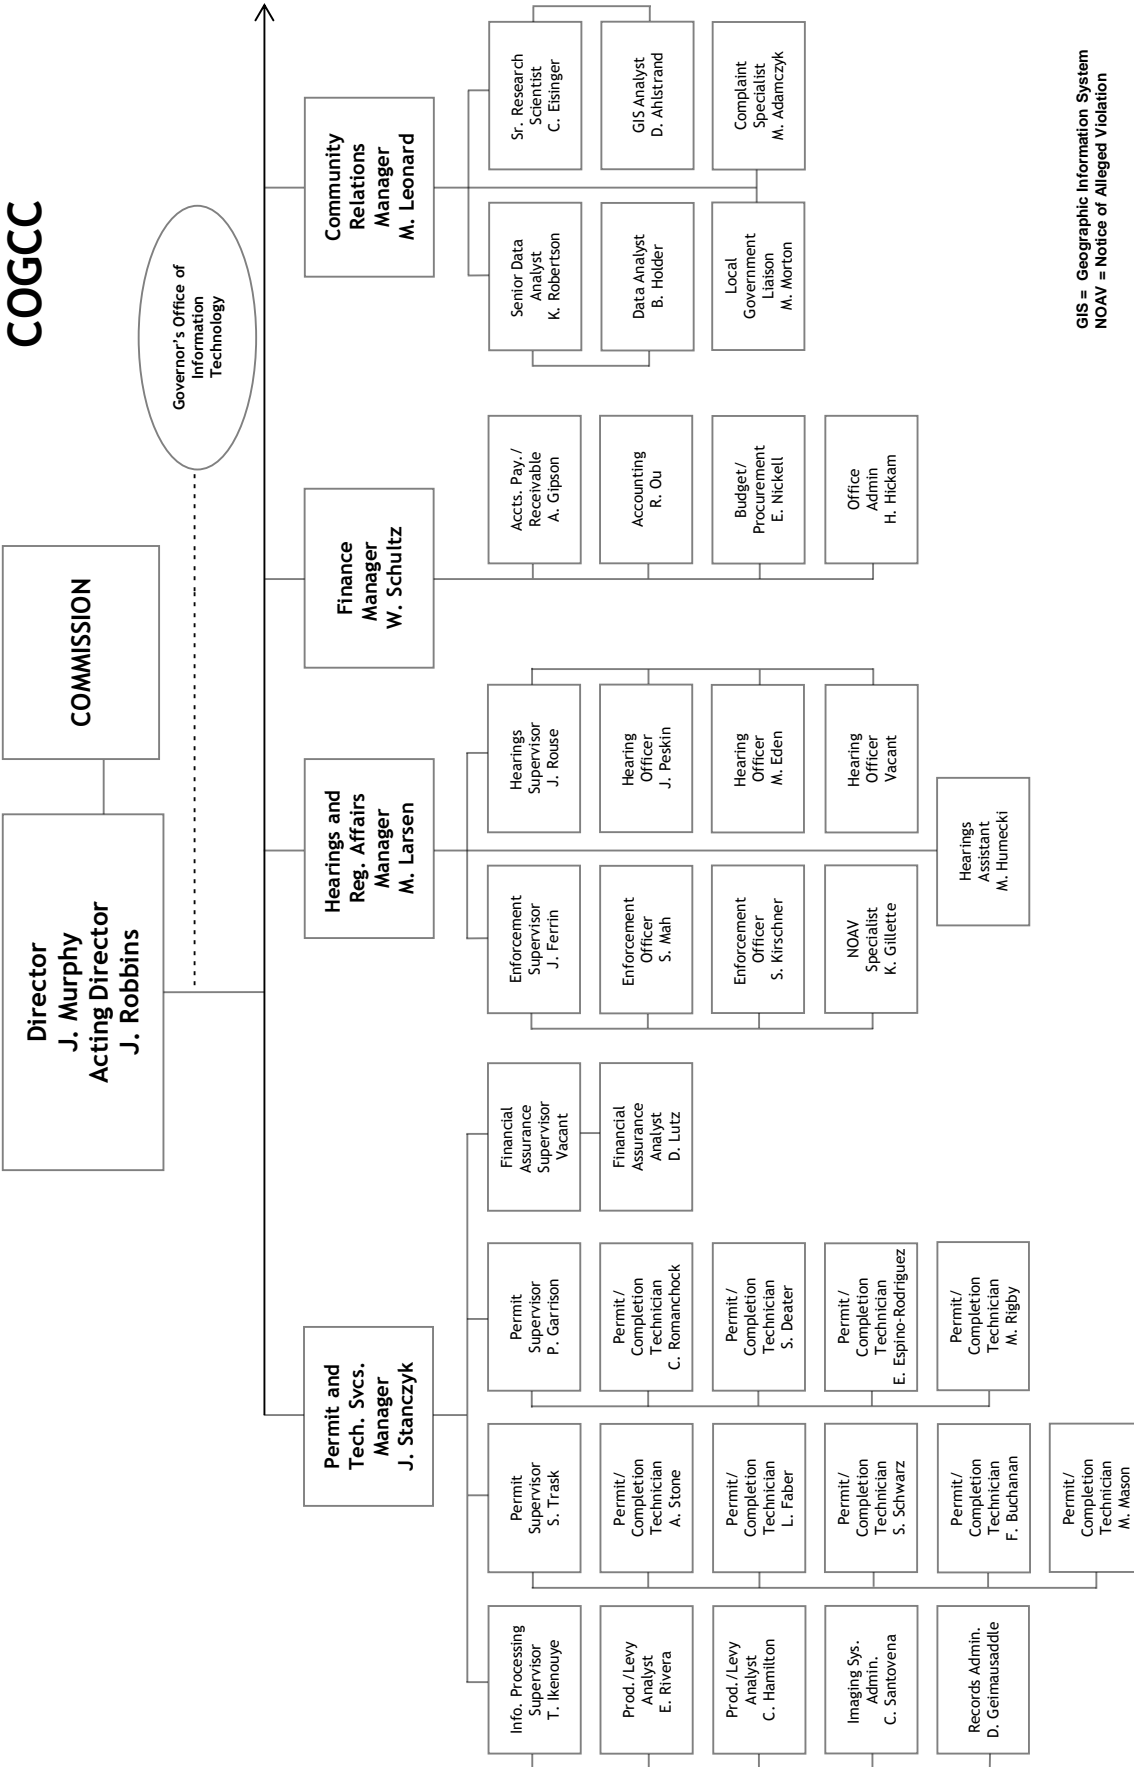 COGCC
COMMISSION
Director
J. Murphy
Acting Director
J. Robbins
Governor's Office of
Information
Technology
Permit and
Tech. Svcs.
Manager
J. Stanczyk
Hearings and
Reg. Affairs
Manager
M. Larsen
Finance
Manager
W. Schultz
Community
Relations
Manager
M. Leonard
Info. Processing
Supervisor
T. Ikenouye
Prod./Levy
Analyst
E. Rivera
Prod./Levy
Analyst
C. Hamilton
Imaging Sys.
Admin.
C. Santovena
Records Admin.
D. Geimausaddle
Permit
Supervisor
S. Trask
Permit/
Completion
Technician
A. Stone
Permit/
Completion
Technician
L. Faber
Permit/
Completion
Technician
S. Schwarz
Permit/
Completion
Technician
F. Buchanan
Permit/
Completion
Technician
M. Mason
Permit
Supervisor
P. Garrison
Permit/
Completion
Technician
C. Romanchock
Permit/
Completion
Technician
S. Deater
Permit/
Completion
Technician
E. Espino-Rodriguez
Permit/
Completion
Technician
M. Rigby
Financial
Assurance
Supervisor
Vacant
Financial
Assurance
Analyst
D. Lutz
Enforcement
Supervisor
J. Ferrin
Enforcement
Officer
S. Mah
Enforcement
Officer
S. Kirschner
NOAV
Specialist
K. Gillette
Hearings
Supervisor
J. Rouse
Hearing
Officer
J. Peskin
Hearing
Officer
M. Eden
Hearing
Officer
Vacant
Hearings
Assistant
M. Humecki
Accts. Pay./
Receivable
A. Gipson
Accounting
R. Ou
Budget/
Procurement
E. Nickell
Office
Admin
H. Hickam
Senior Data
Analyst
K. Robertson
Data Analyst
B. Holder
Local
Government
Liaison
M. Morton
Sr. Research
Scientist
C. Eisinger
GIS Analyst
D. Ahlstrand
Complaint
Specialist
M. Adamczyk
GIS = Geographic Information System
NOAV = Notice of Alleged Violation